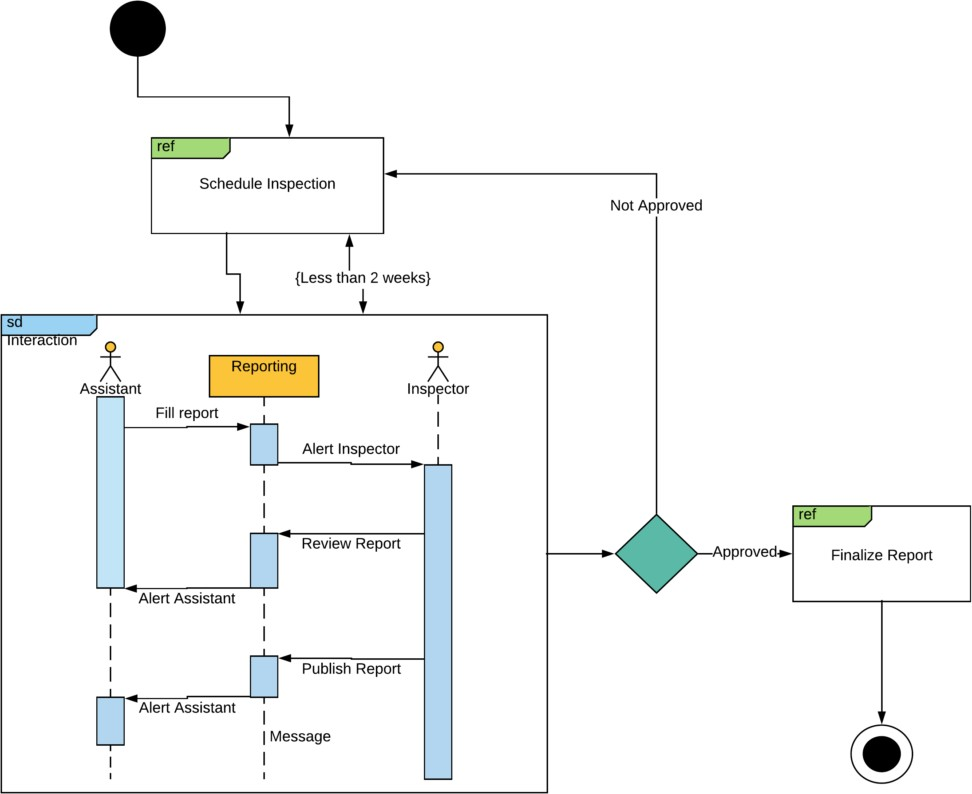 ref
Schedule Inspection
Not Approved
{Less than 2 weeks}
sd
Interaction
Assistant
Reporting
Inspector
Fill report
Alert Inspector
Review Report
Alert Assistant
Publish Report
Alert Assistant
Message
Approved
ref
Finalize Report